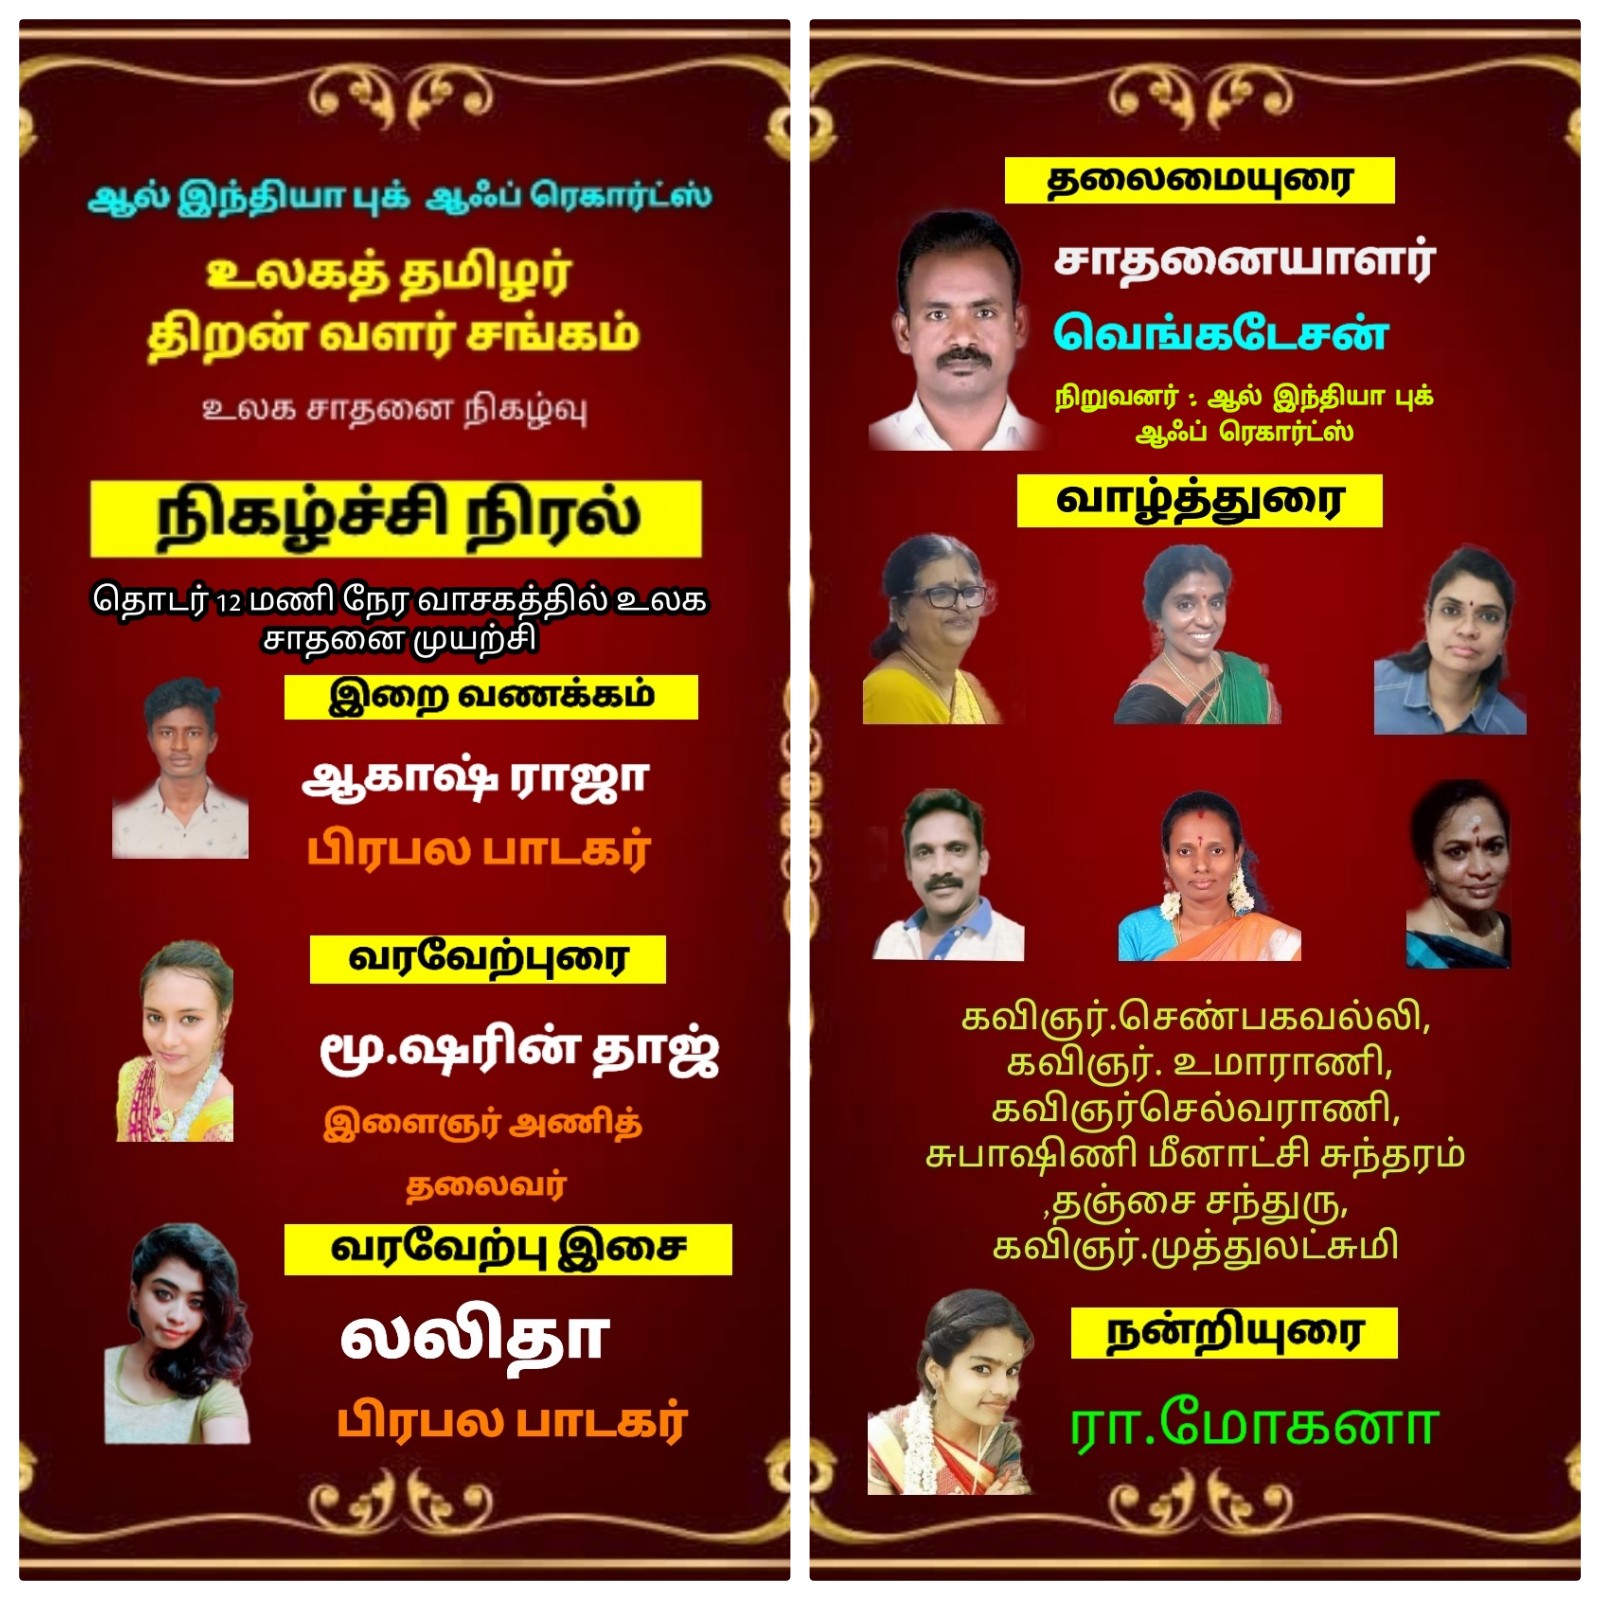 ஆல் இந்தியா புக் ஆஃப் ரெகார்ட்ஸ்
உலகத் தமிழர்
திறன் வளர் சங்கம்
உலக சாதனை நிகழ்வு
நிகழ்ச்சி நிரல்
தொடர் 12 மணி நேர வாசகத்தில் உலக
சாதனை முயற்சி
இறை வணக்கம்
ஆகாஷ் ராஜா
பிரபல பாடகர்
வரவேற்புரை
மூ.ஷரின் தாஜ்
இளைஞர் அணித்
தலைவர்
வரவேற்பு இசை
லலிதா
பிரபல பாடகர்
தலைமையுரை
சாதனையாளர்
வெங்கடேசன்
நிறுவனர் : ஆல் இந்தியா புக்
ஆஃப் ரெகார்ட்ஸ்
வாழ்த்துரை
கவிஞர்.செண்பகவல்லி,
கவிஞர். உமாராணி,
கவிஞர்செல்வராணி,
சுபாஷிணி மீனாட்சி சுந்தரம்
,தஞ்சை சந்துரு,
கவிஞர்.முத்துலட்சுமி
நன்றியுரை
ரா.மோகனா